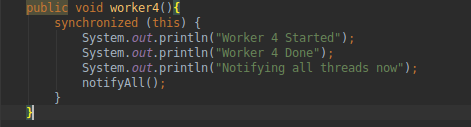 public void worker4(){
    synchronized (this) {
        System.out.println("Worker 4 Started");
        System.out.println("Worker 4 Done");
        System.out.println("Notifying all threads now");
        notifyAll();
    }
}